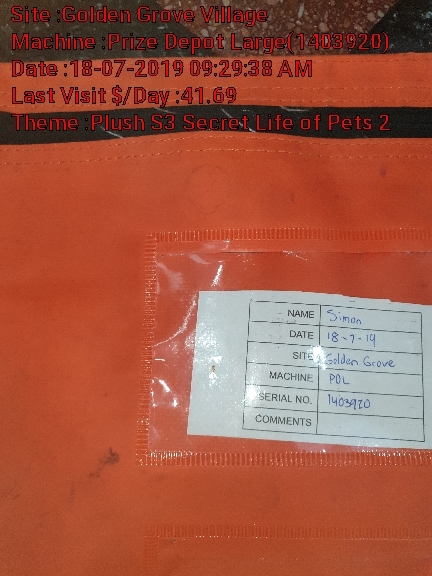 Site :Golden Grove Village
Machine :Prize Depot Large(1403920)
Date :18-07-2019 09:29:38 AM
Last Visit $/Day :41.69
Theme :Plush S3 Secret Life of Pets 2
NAME Simon
DATE 18-7-19
SITE Golden Grove
MACHINE PDL
SERIAL NO. 1403920
COMMENTS